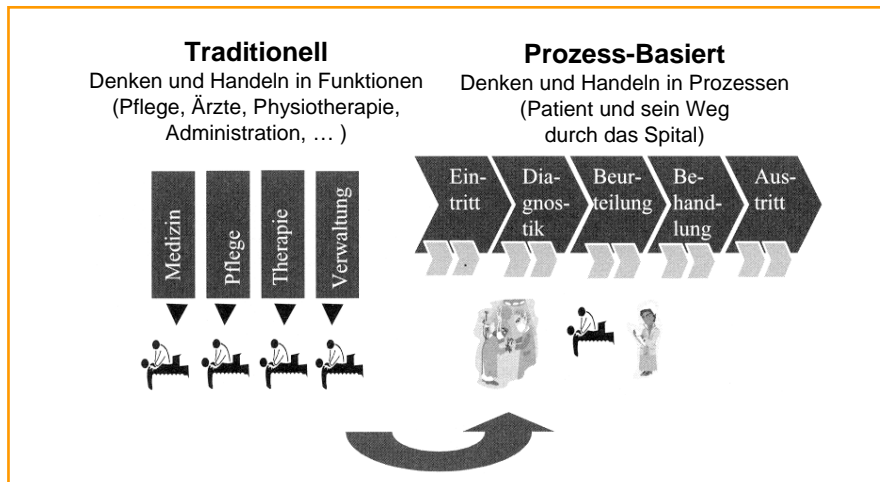 Traditionell
Denken und Handeln in Funktionen
(Pflege, Ärzte, Physiotherapie,
Administration, … )
Medizin
Pflege
Therapie
Verwaltung
Prozess-Basiert
Denken und Handeln in Prozessen
(Patient und sein Weg
durch das Spital)
Ein-
tritt
Dia-
gnos-
tik
Beur-
teilung
Be-
hand-
lung
Aus-
tritt